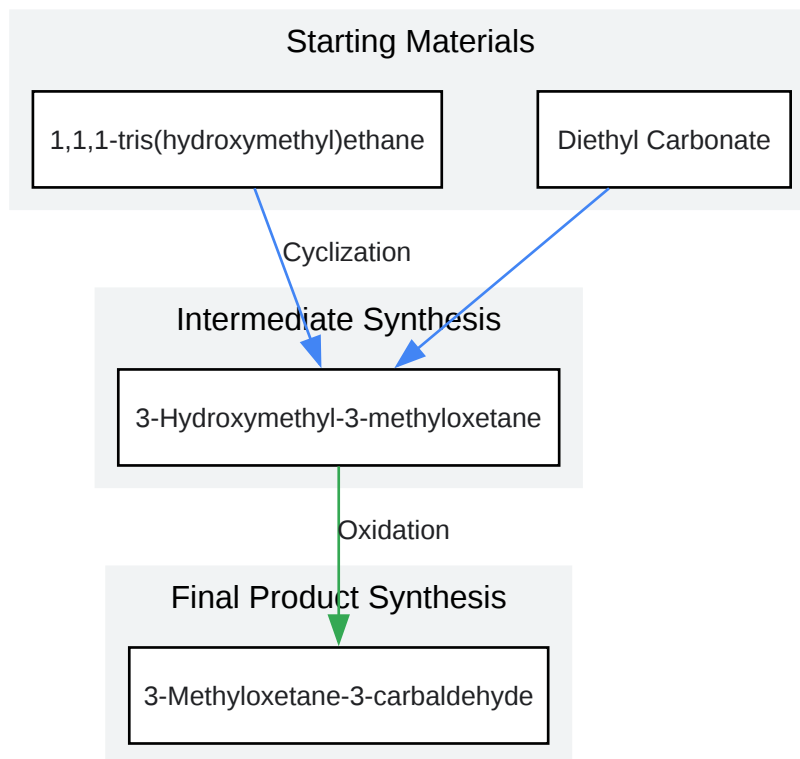 Starting Materials
1,1,1-tris(hydroxymethyl)ethane
Diethyl Carbonate
Cyclization
Intermediate Synthesis
3-Hydroxymethyl-3-methyloxetane
Oxidation
Final Product Synthesis
3-Methyloxetane-3-carbaldehyde